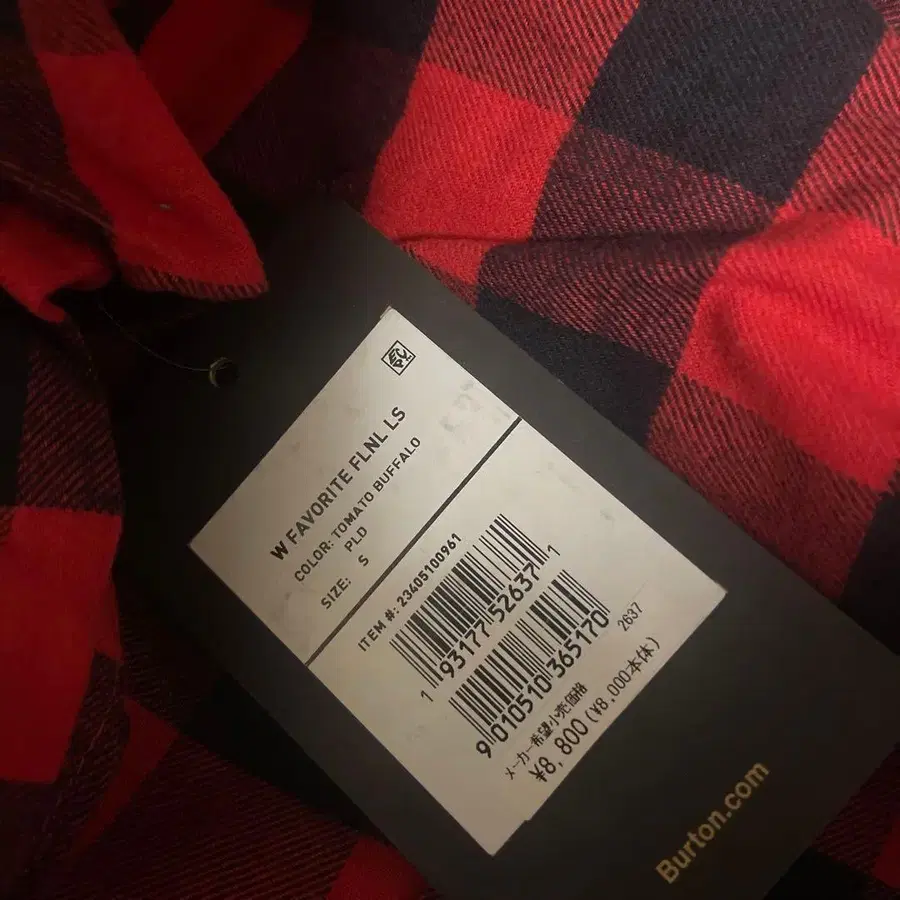 W FAVORITE FLNL LS
COLOR: TOMATO BUFFALO
PLD
SIZE: S
ITEM #: 23405100961
1 93177 52637 1
9 010510 365170
2637
メーカー希望小売価格
¥8,800(¥8,000本体)
Burton.com